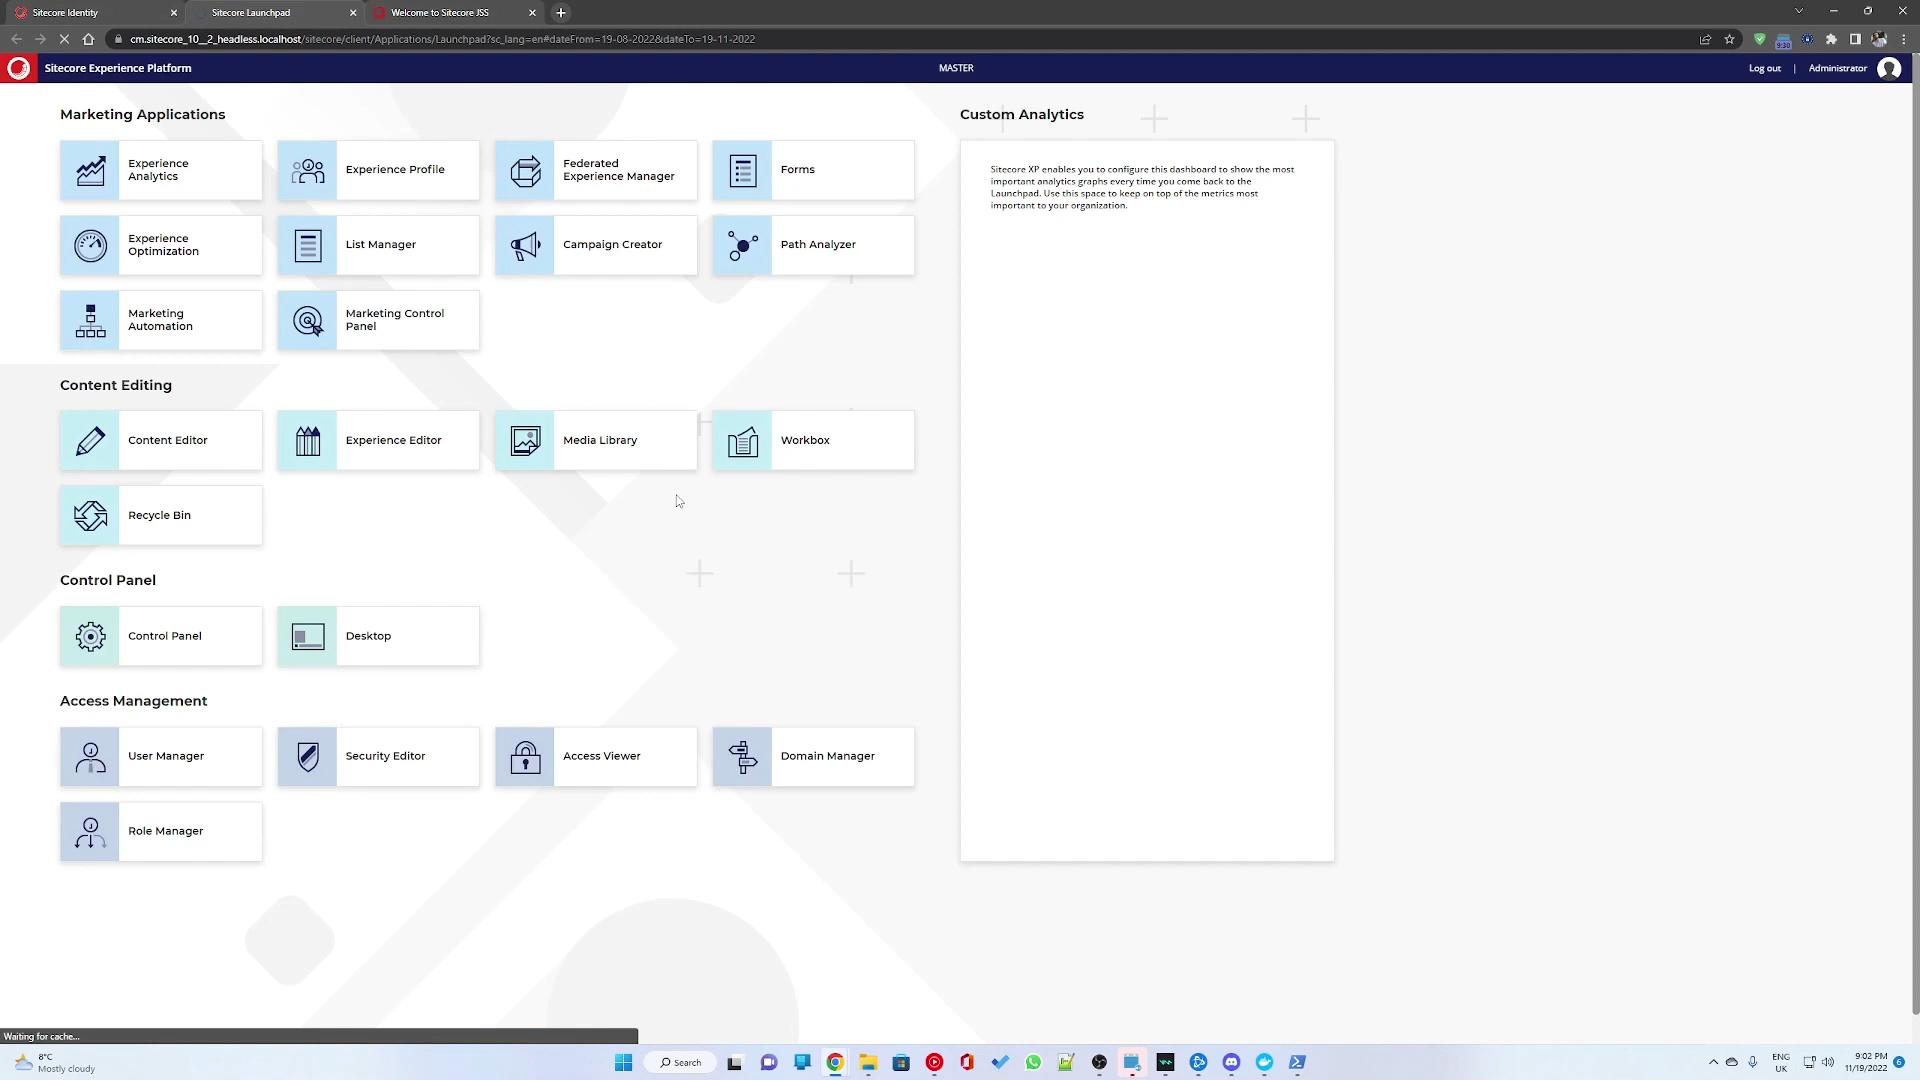 Sitecore Identity
Sitecore Launchpad
Welcome to Sitecore JSS
cm.sitecore_10__2_headless.localhost/sitecore/client/Applications/Launchpad?sc_lang=en#dateFrom=19-08-2022&dateTo=19-11-2022
9:30
Sitecore Experience Platform
MASTER
Log out | Administrator
Marketing Applications
Experience
Analytics
Experience Profile
Federated
Experience Manager
Forms
Experience
Optimization
List Manager
Campaign Creator
Path Analyzer
Marketing
Automation
Marketing Control
Panel
Content Editing
Content Editor
Experience Editor
Media Library
Workbox
Recycle Bin
Control Panel
Control Panel
Desktop
Access Management
User Manager
Security Editor
Access Viewer
Domain Manager
Role Manager
Custom Analytics
Sitecore XP enables you to configure this dashboard to show the most
important analytics graphs every time you come back to the
Launchpad. Use this space to keep on top of the metrics most
important to your organization.
Waiting for cache...
8°C
Mostly cloudy
Search
ENG
UK
9:02 PM
11/19/2022
6